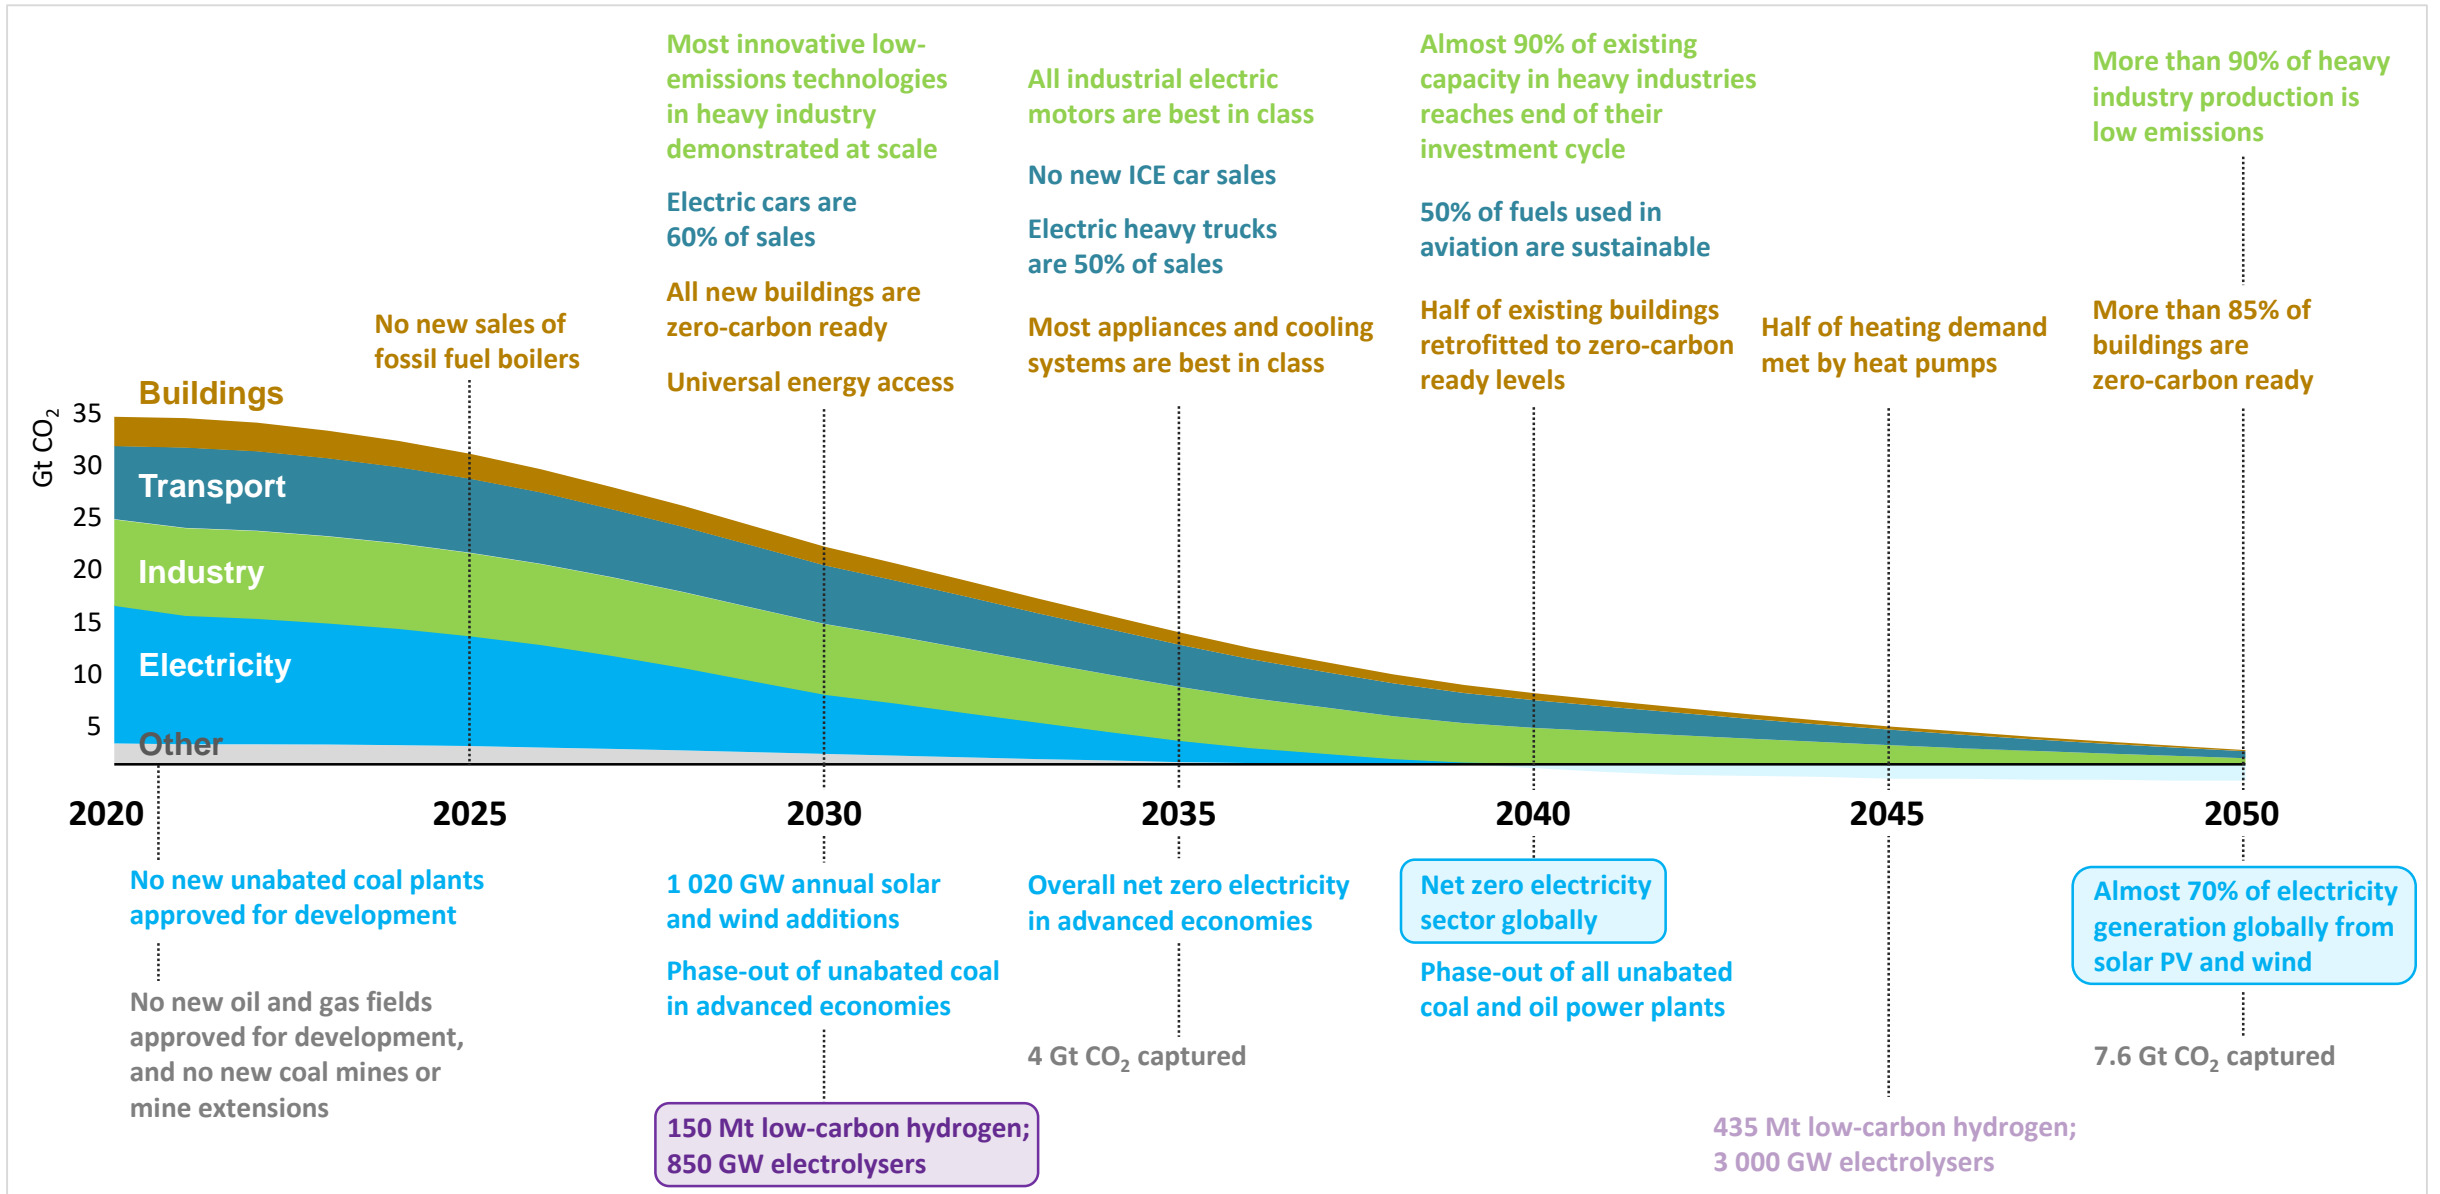 Most innovative low-
emissions technologies
in heavy industry
demonstrated at scale
Electric cars are
60% of sales
All new buildings are
zero-carbon ready
Universal energy access
All industrial electric
motors are best in class
No new ICE car sales
Electric heavy trucks
are 50% of sales
Most appliances and cooling
systems are best in class
Almost 90% of existing
capacity in heavy industries
reaches end of their
investment cycle
50% of fuels used in
aviation are sustainable
Half of existing buildings
retrofitted to zero-carbon
ready levels
Half of heating demand
met by heat pumps
More than 90% of heavy
industry production is
low emissions
More than 85% of
buildings are
zero-carbon ready
No new sales of
fossil fuel boilers
Gt CO₂
35
30
25
20
15
10
5
Buildings
Transport
Industry
Electricity
Other
2020
2025
2030
2035
2040
2045
2050
No new unabated coal plants
approved for development
No new oil and gas fields
approved for development,
and no new coal mines or
mine extensions
1 020 GW annual solar
and wind additions
Phase-out of unabated coal
in advanced economies
150 Mt low-carbon hydrogen;
850 GW electrolysers
Overall net zero electricity
in advanced economies
4 Gt CO₂ captured
Net zero electricity
sector globally
Phase-out of all unabated
coal and oil power plants
435 Mt low-carbon hydrogen;
3 000 GW electrolysers
Almost 70% of electricity
generation globally from
solar PV and wind
7.6 Gt CO₂ captured